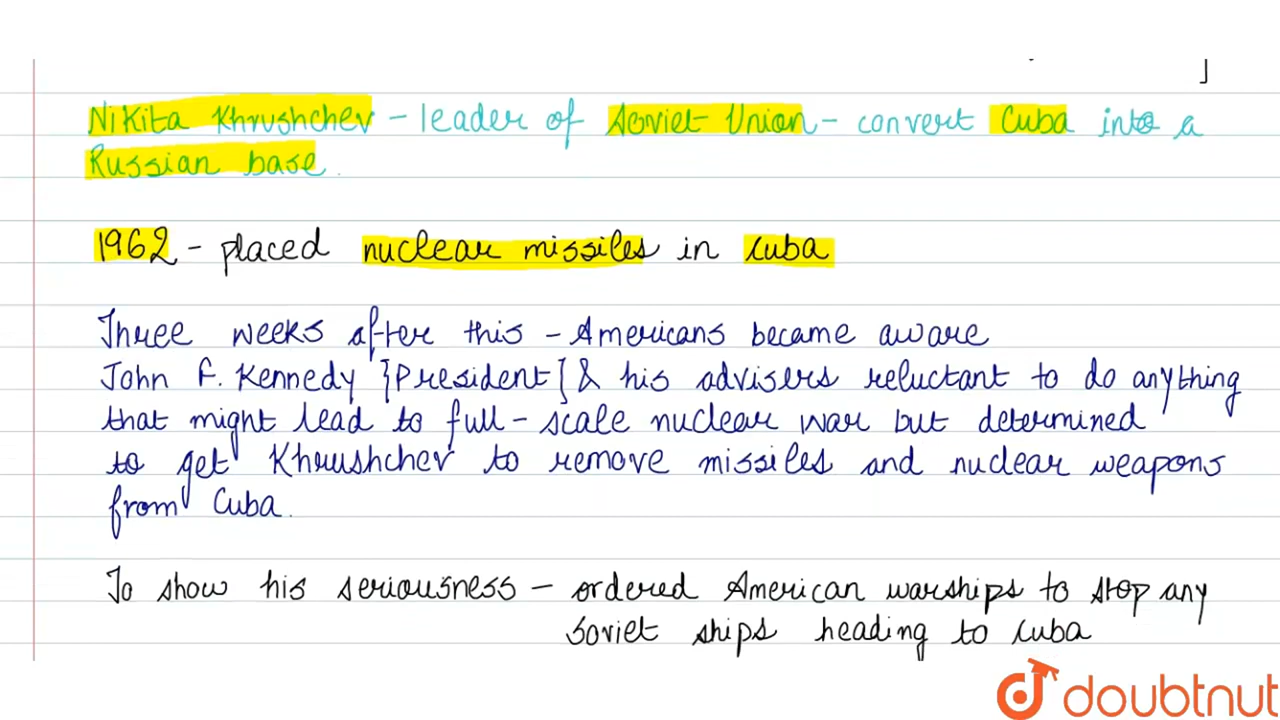 Nikita Khrushchev - leader of Soviet Union - convert Cuba into a
Russian base.
1962 - placed nuclear missiles in Cuba
Three weeks after this - Americans became aware
John F. Kennedy {President} & his advisers reluctant to do anything
that might lead to full-scale nuclear war but determined
to get Khrushchev to remove missiles and nuclear weapons
from Cuba.
To show his seriousness - ordered American warships to stop any
Soviet ships heading to Cuba
doubtnut